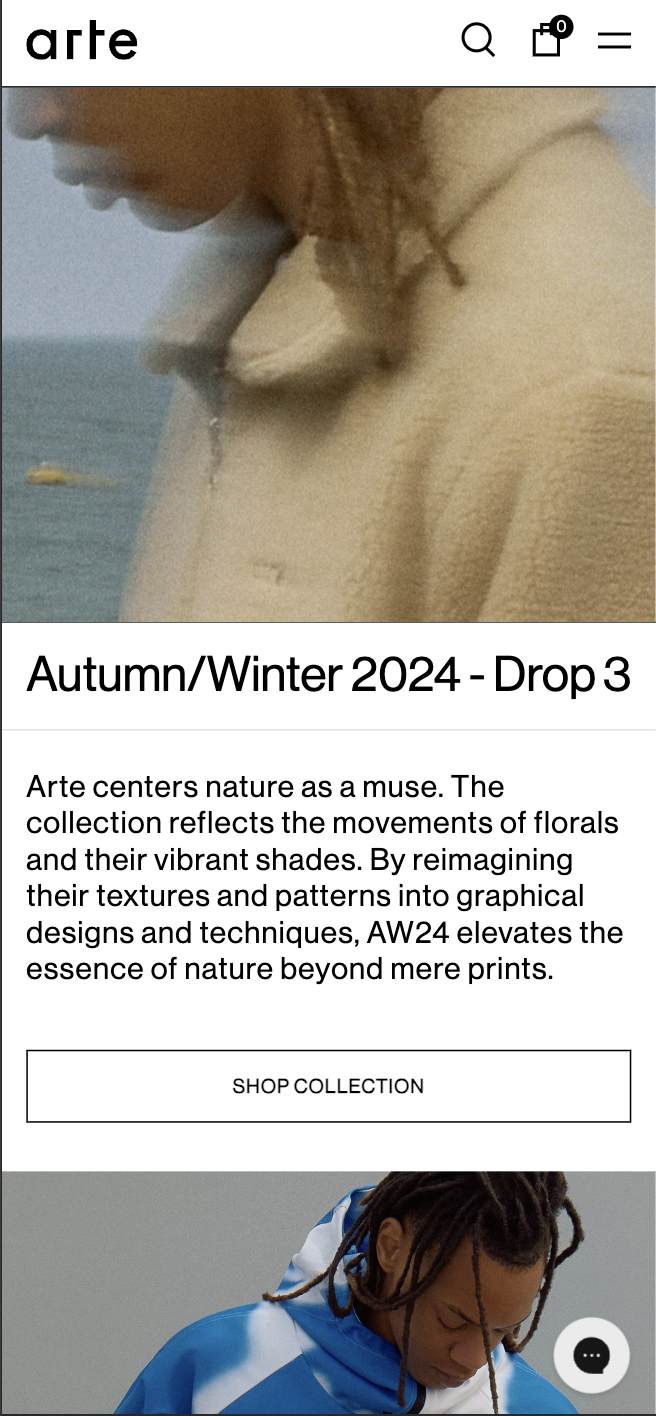 arte
0
Autumn/Winter 2024 - Drop 3
Arte centers nature as a muse. The
collection reflects the movements of florals
and their vibrant shades. By reimagining
their textures and patterns into graphical
designs and techniques, AW24 elevates the
essence of nature beyond mere prints.
SHOP COLLECTION